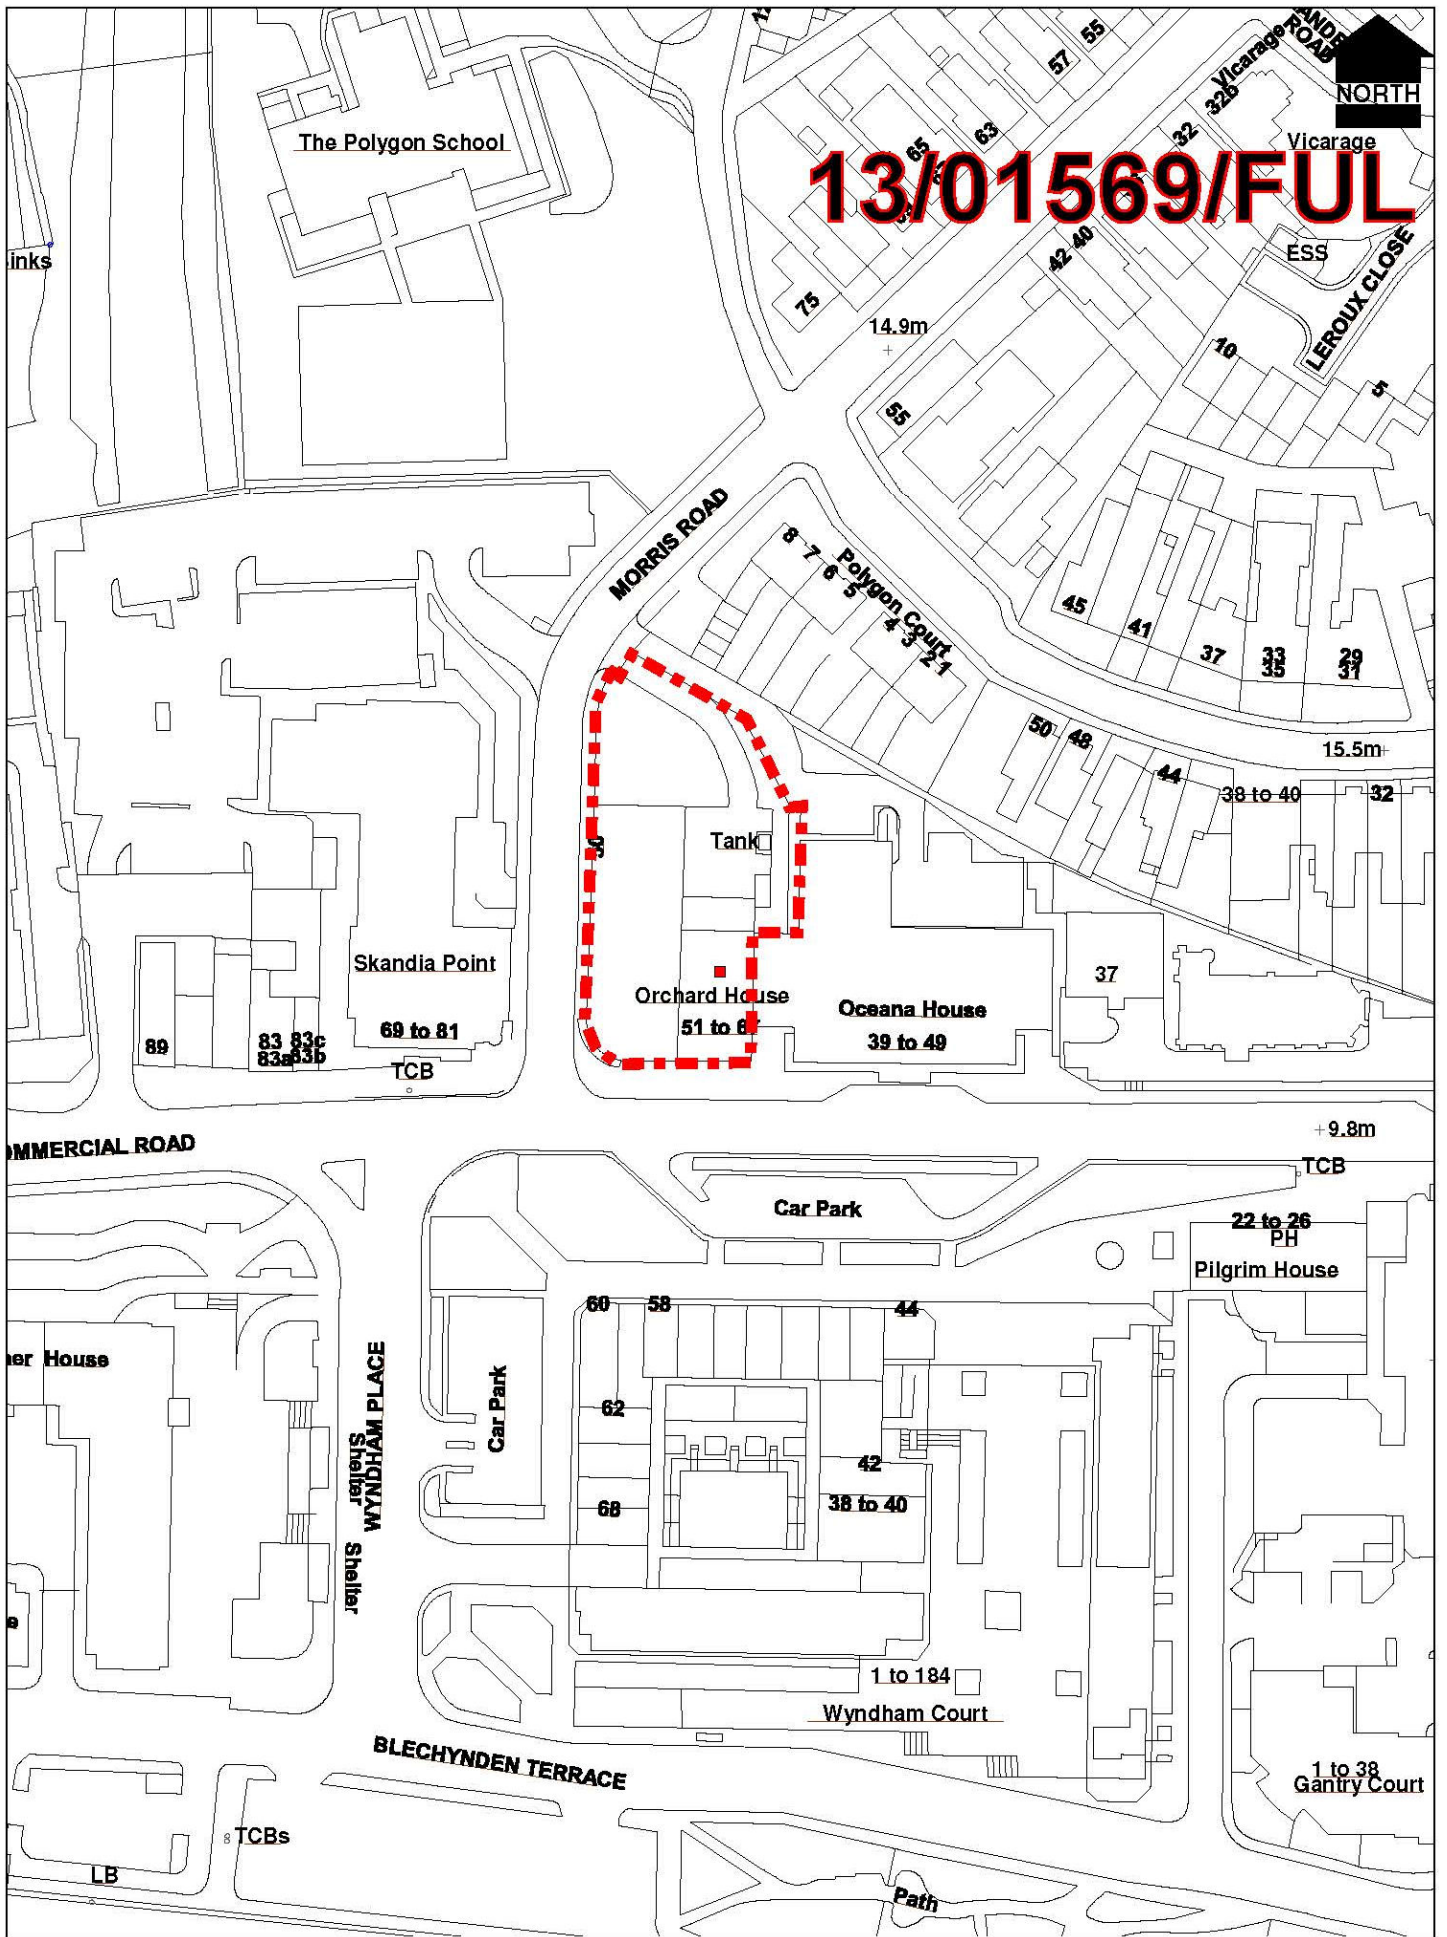 55
57
Vicarage
ROAD
NORTH
32b
32
Vicarage
The Polygon School
65
63
13/01569/FUL
42 40
ESS
LEROUX CLOSE
75
14.9m
10
5
55
MORRIS ROAD
8
7
6
5
Polygon Court
4
3
2
1
45
41
37
33
35
29
31
50
48
44
15.5m
38 to 40
32
Tank
Skandia Point
69 to 81
Orchard House
Oceana House
39 to 49
37
89
83
83c
83a
83b
TCB
9.8m
COMMERCIAL ROAD
TCB
Car Park
22 to 26
PH
Pilgrim House
60
58
44
House
WYNDHAM PLACE
Shelter
Shelter
Car Park
62
42
68
38 to 40
1 to 184
Wyndham Court
BLECHYNDEN TERRACE
1 to 38
Gantry Court
TCBs
LB
Path